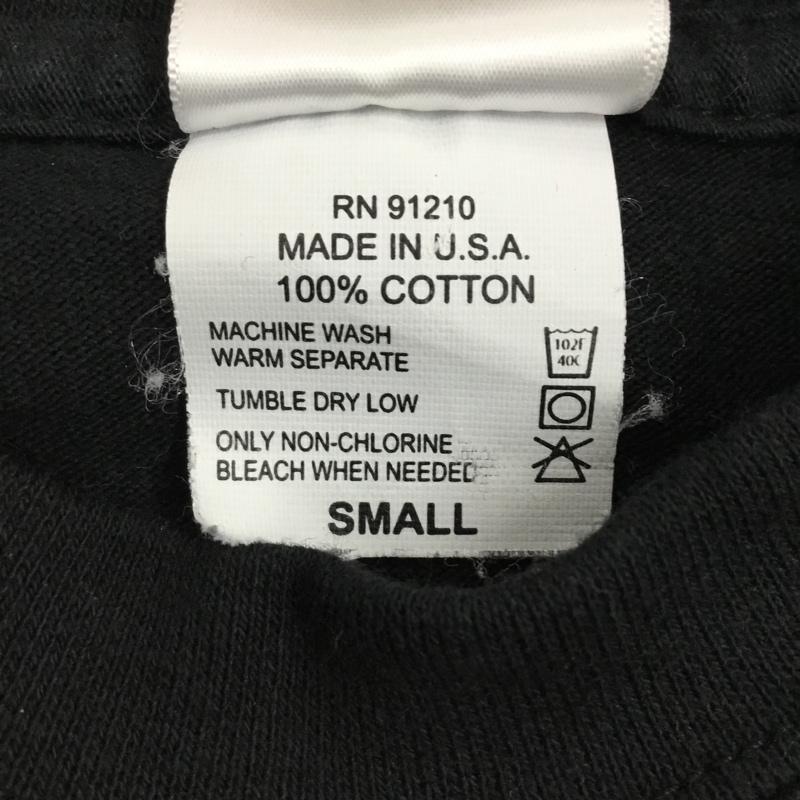 RN 91210
MADE IN U.S.A.
100% COTTON
MACHINE WASH
WARM SEPARATE
102F
40C
TUMBLE DRY LOW
ONLY NON-CHLORINE
BLEACH WHEN NEEDED
SMALL